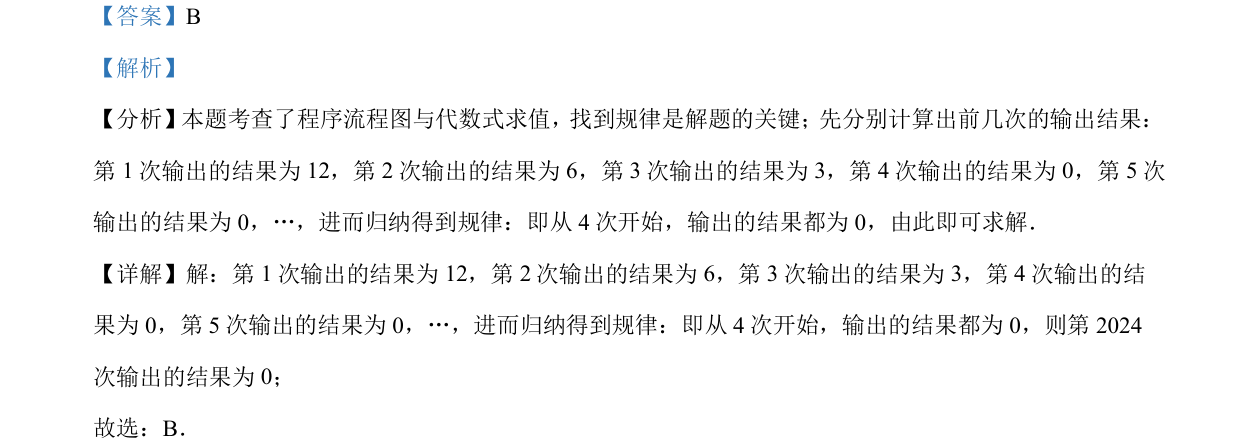 【答案】B
【解析】
【分析】本题考查了程序流程图与代数式求值，找到规律是解题的关键；先分别计算出前几次的输出结果：
第 1 次输出的结果为 12，第 2 次输出的结果为 6，第 3 次输出的结果为 3，第 4 次输出的结果为 0，第 5 次
输出的结果为 0，…，进而归纳得到规律：即从 4 次开始，输出的结果都为 0，由此即可求解．
【详解】解：第 1 次输出的结果为 12，第 2 次输出的结果为 6，第 3 次输出的结果为 3，第 4 次输出的结
果为 0，第 5 次输出的结果为 0，…，进而归纳得到规律：即从 4 次开始，输出的结果都为 0，则第 2024
次输出的结果为 0；
故选：B．